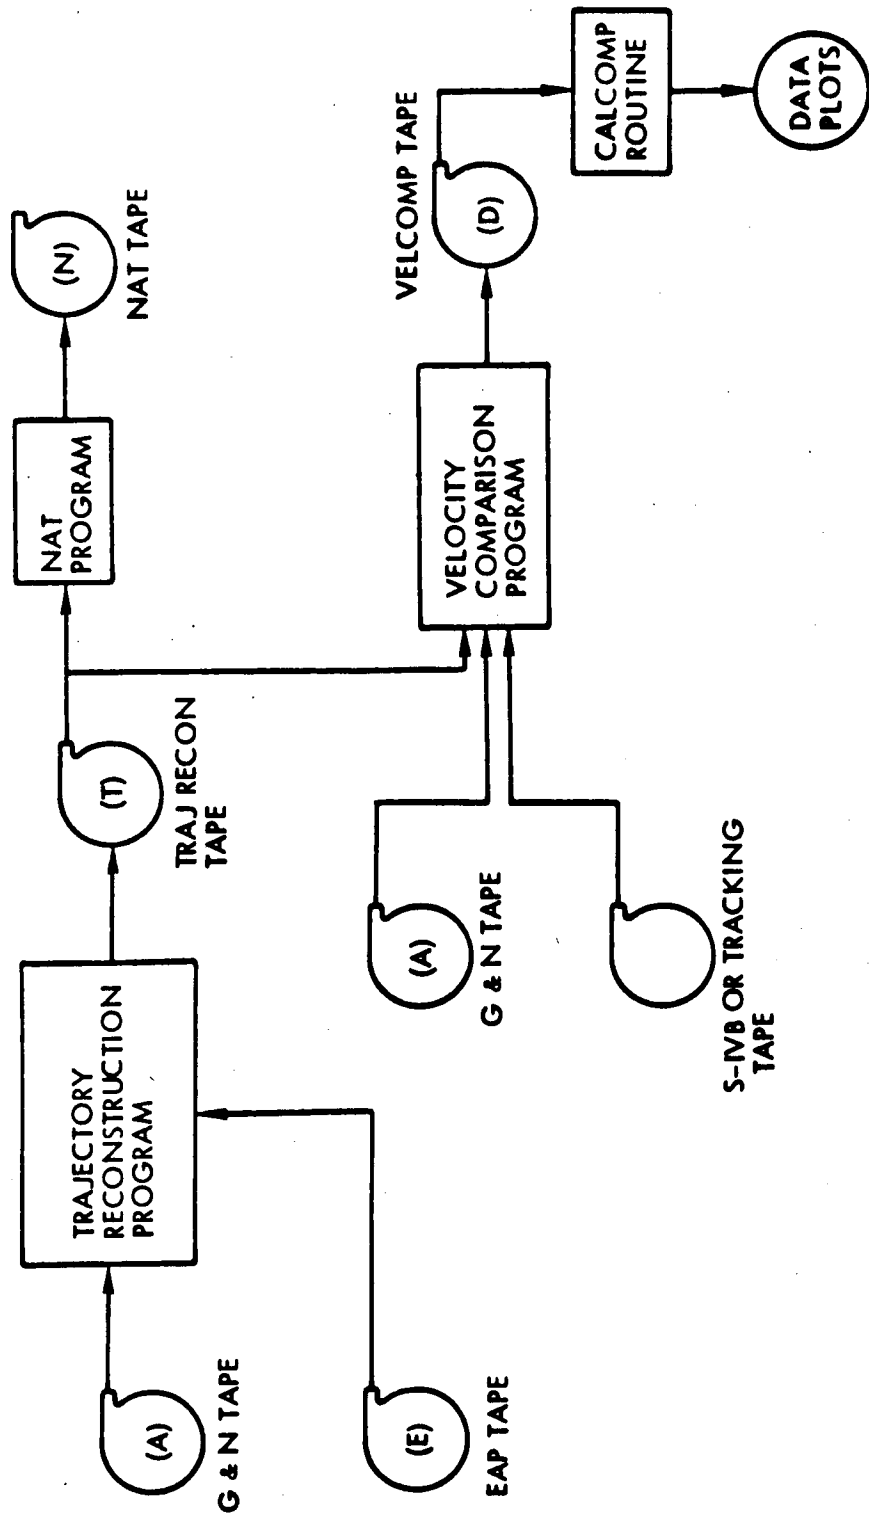 (A)
G & N TAPE
TRAJECTORY
RECONSTRUCTION
PROGRAM
(T)
TRAJ RECON
TAPE
NAT
PROGRAM
(N)
NAT TAPE
(E)
EAP TAPE
(A)
G & N TAPE
S-IVB OR TRACKING
TAPE
VELOCITY
COMPARISON
PROGRAM
VELCOMP TAPE
(D)
CALCOMP
ROUTINE
DATA
PLOTS